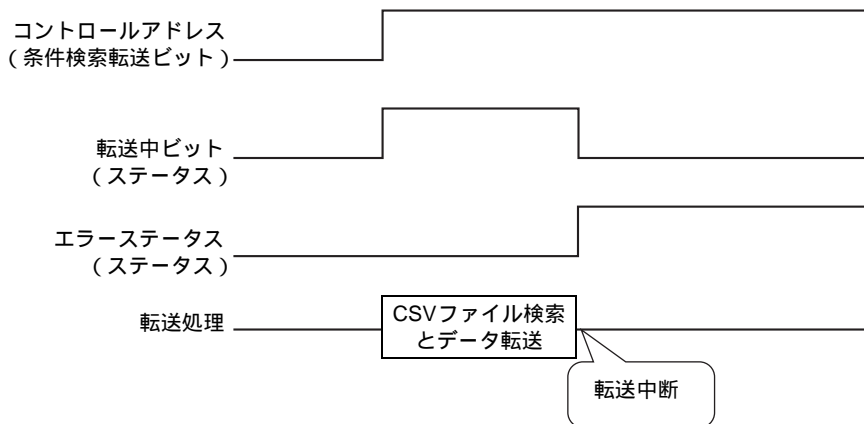 コントロールアドレス
(条件検索転送ビット)
転送中ビット
(ステータス)
エラーステータス
(ステータス)
転送処理
CSVファイル検索
とデータ転送
転送中断